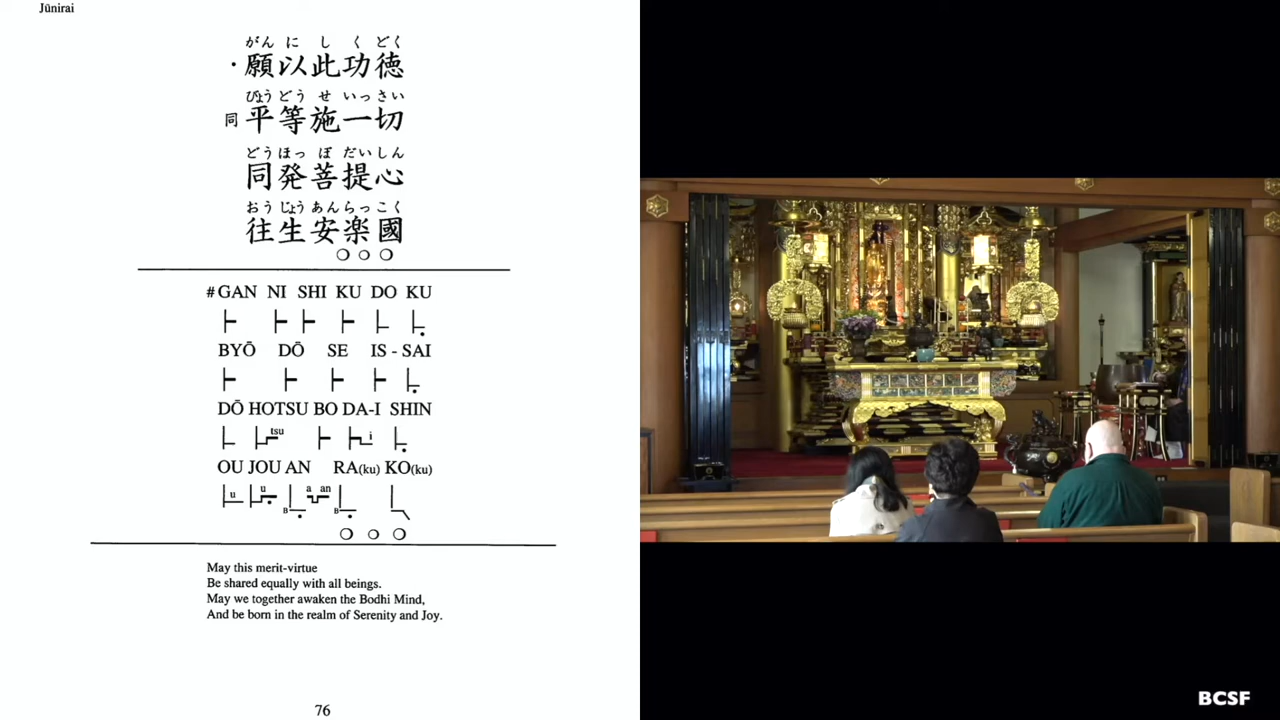 Jūnirai
がん に し く どく
・願以此功徳
びょう どう せ いっ さい
同 平等施一切
どう ほっ ぼ だい しん
同発菩提心
おう じょう あん らっ こく
往生安楽國
○ ○ ○
#GAN NI SHI KU DO KU
BYŌ DŌ SE IS - SAI
DŌ HOTSU BO DA-I SHIN
tsu i
OU JOU AN RA(ku) KO(ku)
u u a an
B B
○ ○ ○
May this merit-virtue
Be shared equally with all beings.
May we together awaken the Bodhi Mind,
And be born in the realm of Serenity and Joy.
76
BCSF